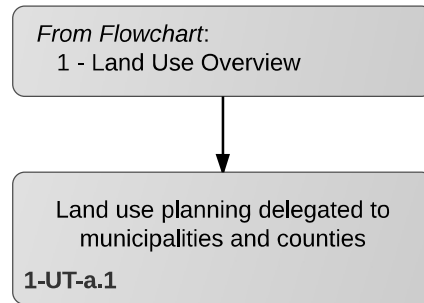 From Flowchart:
1 - Land Use Overview
Land use planning delegated to
municipalities and counties
1-UT-a.1